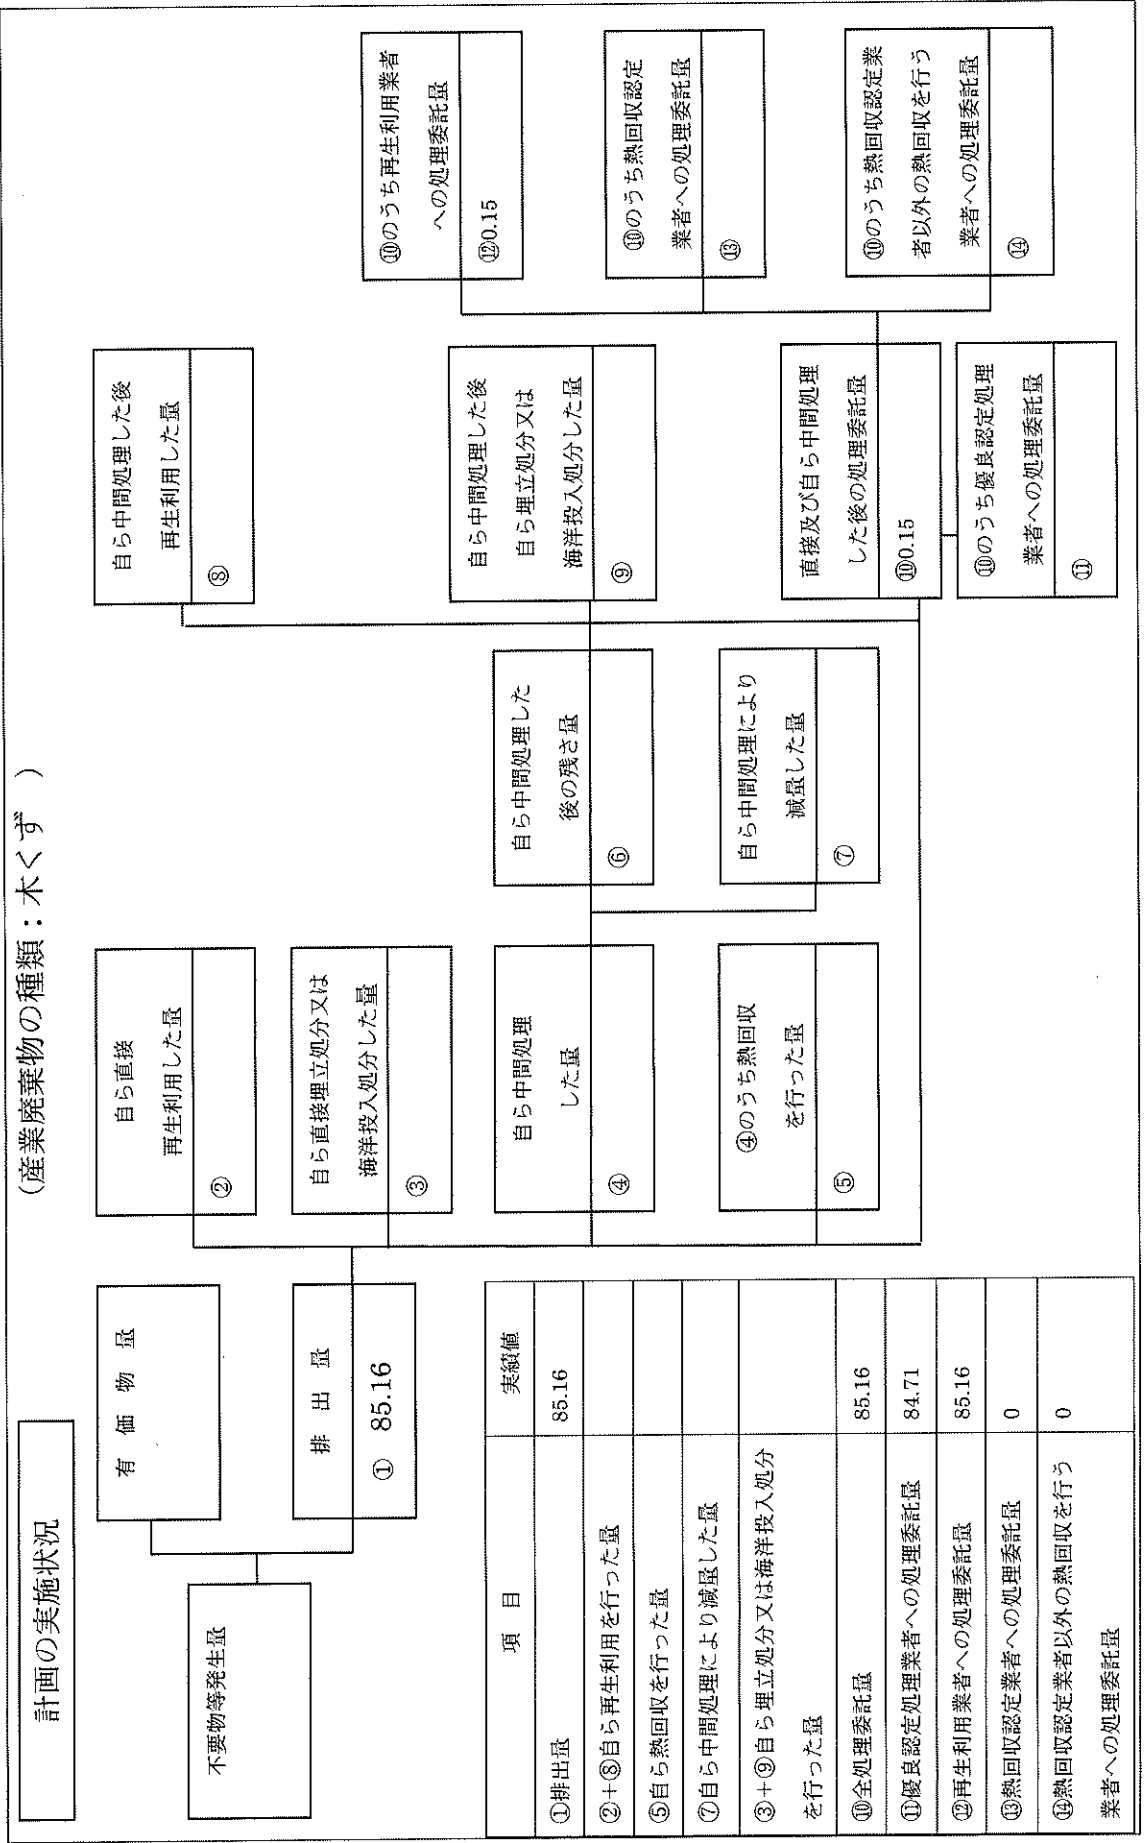 計画の実施状況
(産業廃棄物の種類：木くず　)
不要物等発生量
有 価 物 量
排 出 量
① 85.16
自ら直接
再生利用した量
②
自ら直接埋立処分又は
海洋投入処分した量
③
自ら中間処理
した量
④
④のうち熱回収
を行った量
⑤
自ら中間処理した
後の残さ量
⑥
自ら中間処理により
減量した量
⑦
自ら中間処理した後
再生利用した量
⑧
自ら中間処理した後
自ら埋立処分又は
海洋投入処分した量
⑨
直接及び自ら中間処理
した後の処理委託量
⑩0.15
⑩のうち優良認定処理
業者への処理委託量
⑪
⑩のうち再生利用業者
への処理委託量
⑫0.15
⑩のうち熱回収認定
業者への処理委託量
⑬
⑩のうち熱回収認定業
者以外の熱回収を行う
業者への処理委託量
⑭
項 目 実績値
①排出量 85.16
②+⑧自ら再生利用を行った量
⑤自ら熱回収を行った量
⑦自ら中間処理により減量した量
③+⑨自ら埋立処分又は海洋投入処分
を行った量
⑩全処理委託量 85.16
⑪優良認定処理業者への処理委託量 84.71
⑫再生利用業者への処理委託量 85.16
⑬熱回収認定業者への処理委託量 0
⑭熱回収認定業者以外の熱回収を行う 0
業者への処理委託量